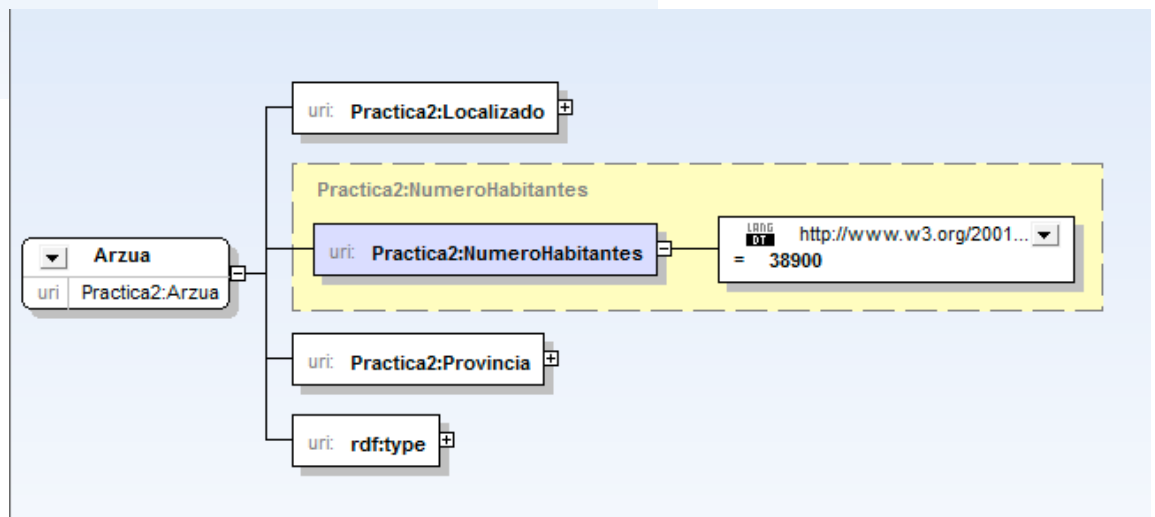 uri: Practica2:Localizado
Practica2:NumeroHabitantes
uri: Practica2:NumeroHabitantes
LANG
DT
http://www.w3.org/2001...
= 38900
Arzua
uri Practica2:Arzua
uri: Practica2:Provincia
uri: rdf:type